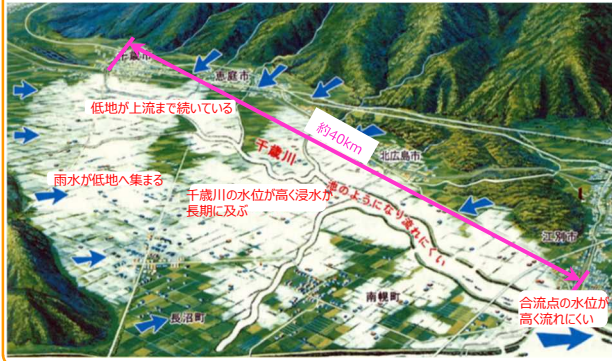 千歳市
恵庭市
低地が上流まで続いている
約40km
千歳川
北広島市
雨水が低地へ集まる
千歳川の水位が高く浸水が
長期に及ぶ
池のようになり流れにくい
江別市
南幌町
長沼町
合流点の水位が
高く流れにくい